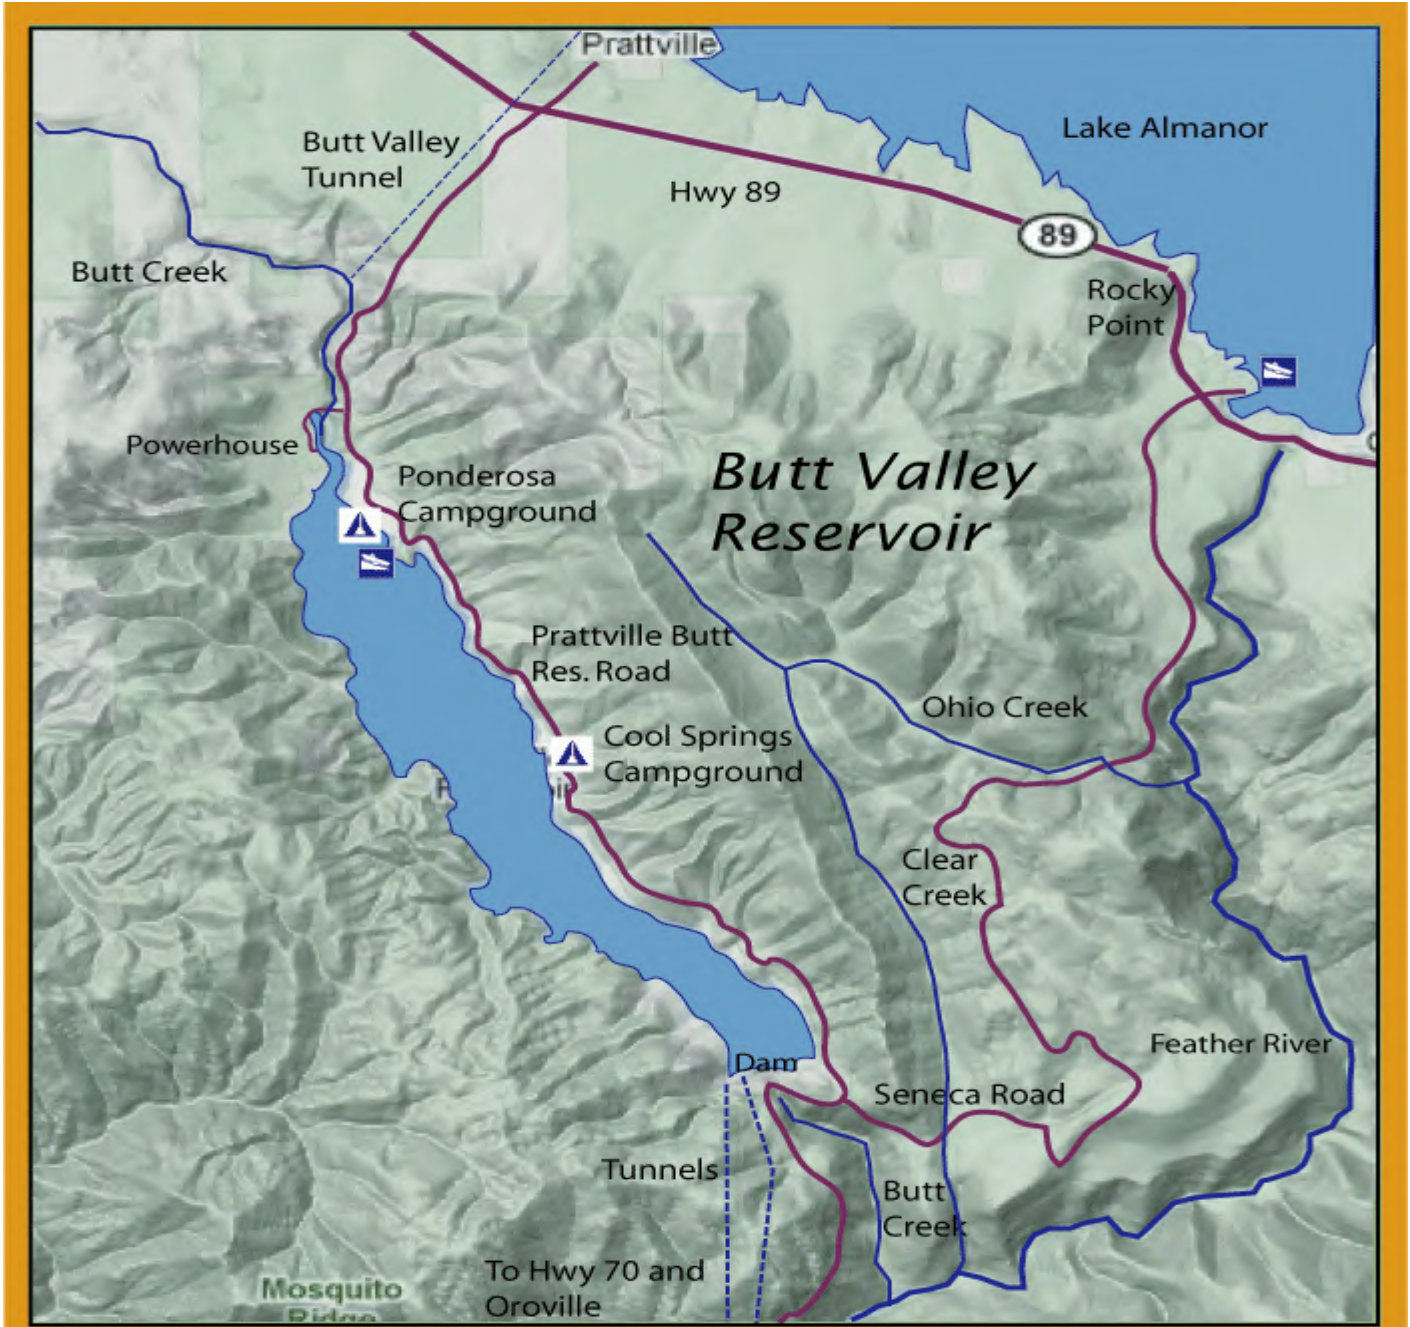 Prattville
Lake Almanor
Butt Valley
Tunnel
Hwy 89
89
Butt Creek
Rocky
Point
Powerhouse
Ponderosa
Campground
Butt Valley
Reservoir
Prattville Butt
Res. Road
Ohio Creek
Cool Springs
Campground
Clear
Creek
Feather River
Dam
Seneca Road
Tunnels
Butt
Creek
To Hwy 70 and
Oroville
Mosquito
Ridge